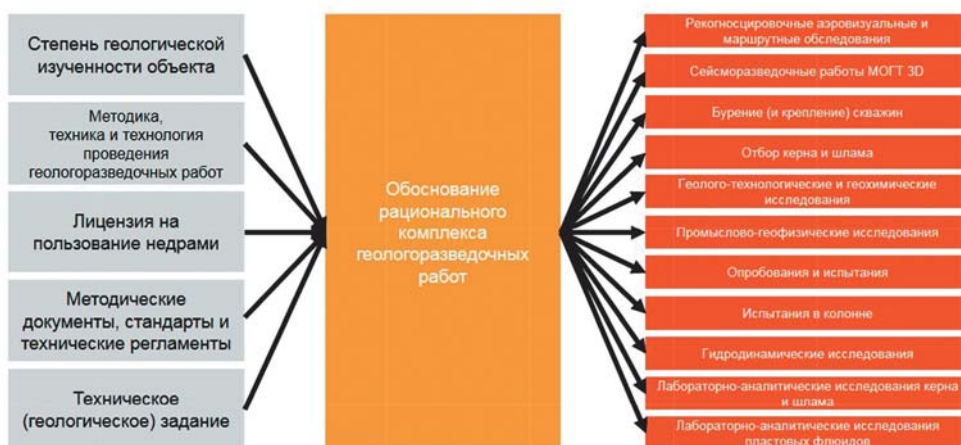 Степень геологической
изученности объекта
Методика,
техника и технология
проведения
геологоразведочных работ
Лицензия на
пользование недрами
Методические
документы, стандарты и
технические регламенты
Техническое
(геологическое) задание
Обоснование
рационального
комплекса
геологоразведочных
работ
Рекогносцировочные аэровизуальные и
маршрутные обследования
Сейсморазведочные работы МОГТ 3D
Бурение (и крепление) скважин
Отбор керна и шлама
Геолого-технологические и геохимические
исследования
Промыслово-геофизические исследования
Опробования и испытания
Испытания в колонне
Гидродинамические исследования
Лабораторно-аналитические исследования керна
и шлама
Лабораторно-аналитические исследования
пластовых флюидов